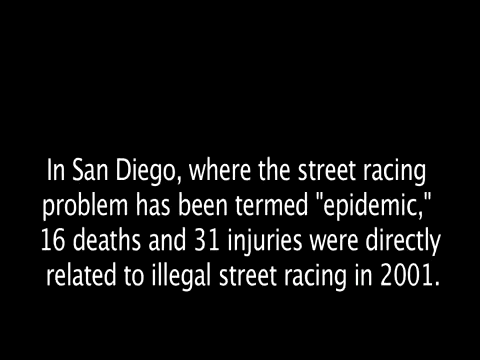 In San Diego, where the street racing
problem has been termed "epidemic,"
16 deaths and 31 injuries were directly
related to illegal street racing in 2001.